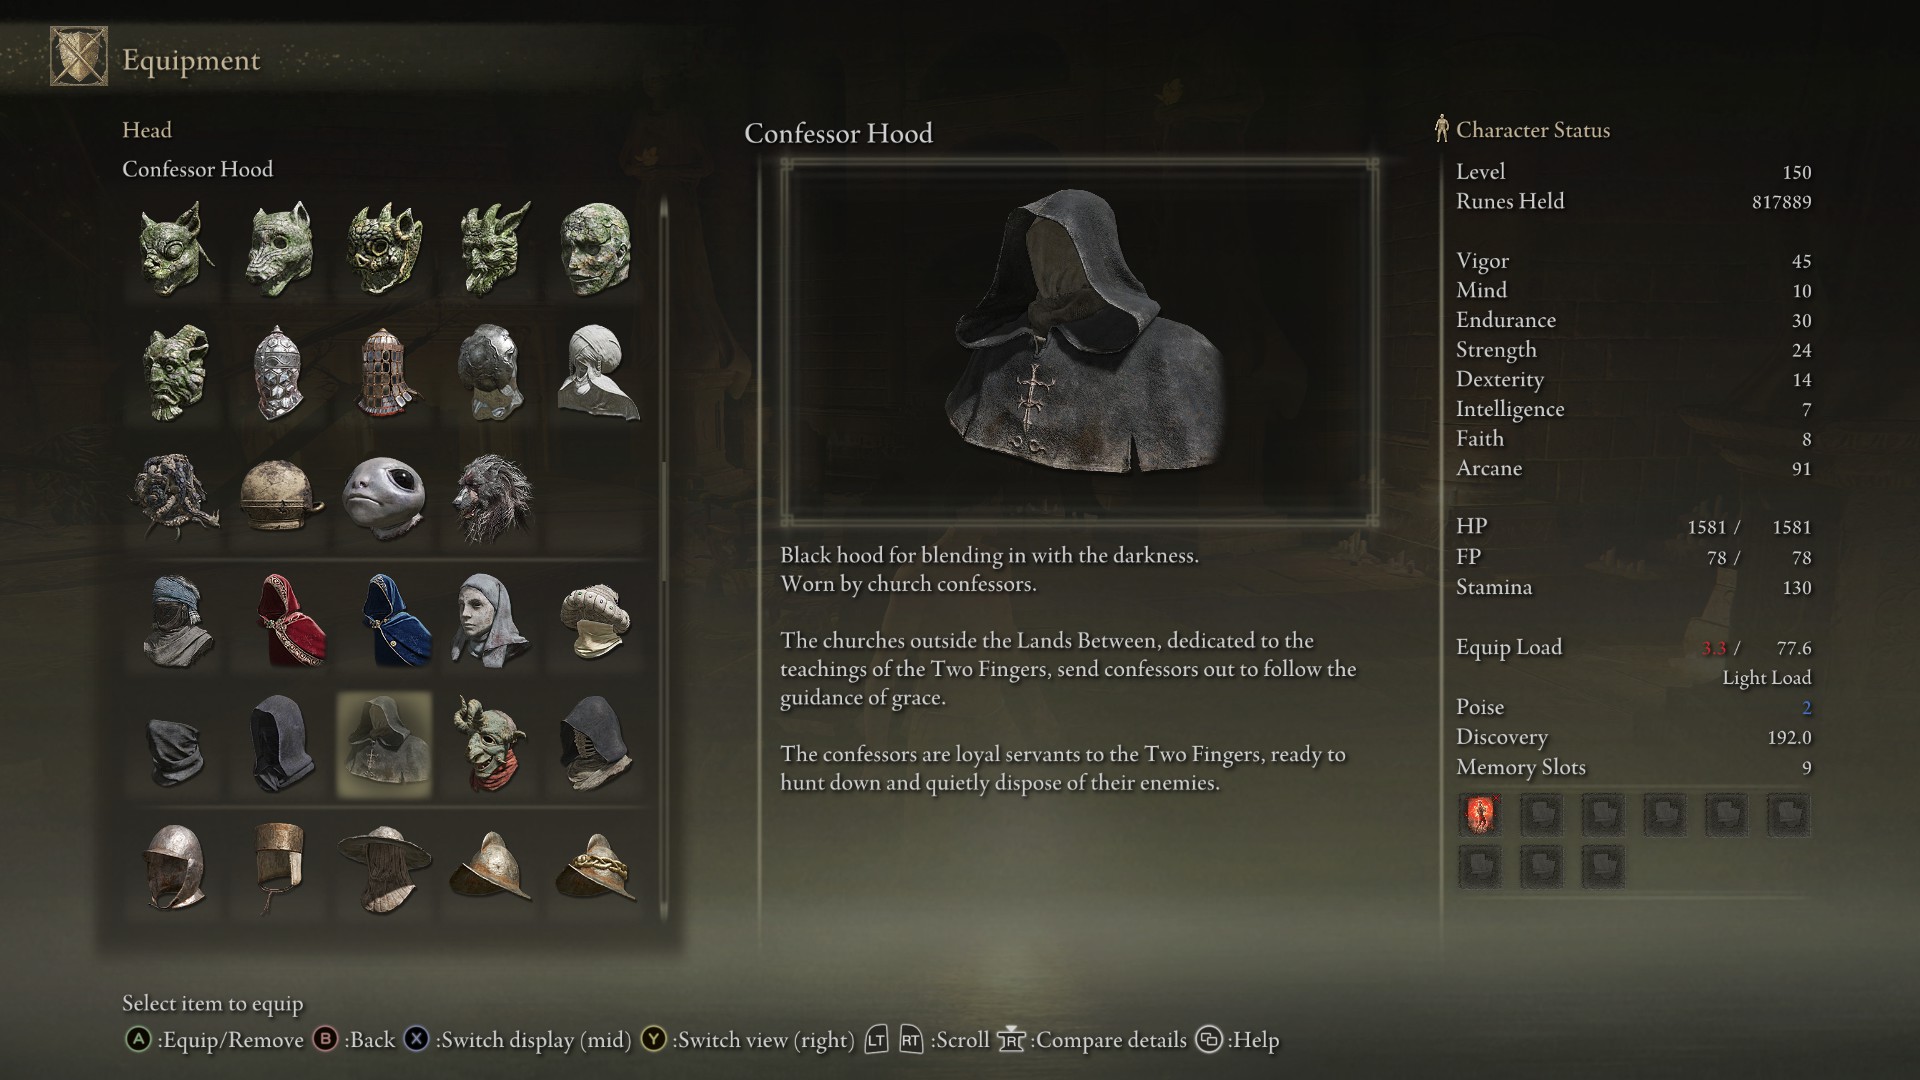 Equipment
Head
Confessor Hood
Confessor Hood
Black hood for blending in with the darkness.
Worn by church confessors.
The churches outside the Lands Between, dedicated to the
teachings of the Two Fingers, send confessors out to follow the
guidance of grace.
The confessors are loyal servants to the Two Fingers, ready to
hunt down and quietly dispose of their enemies.
Character Status
Level 150
Runes Held 817889
Vigor 45
Mind 10
Endurance 30
Strength 24
Dexterity 14
Intelligence 7
Faith 8
Arcane 91
HP 1581 / 1581
FP 78 / 78
Stamina 130
Equip Load 3.3 / 77.6
Light Load
Poise 2
Discovery 192.0
Memory Slots 9
Select item to equip
A :Equip/Remove B :Back X :Switch display (mid) Y :Switch view (right) LT RT :Scroll R :Compare details :Help